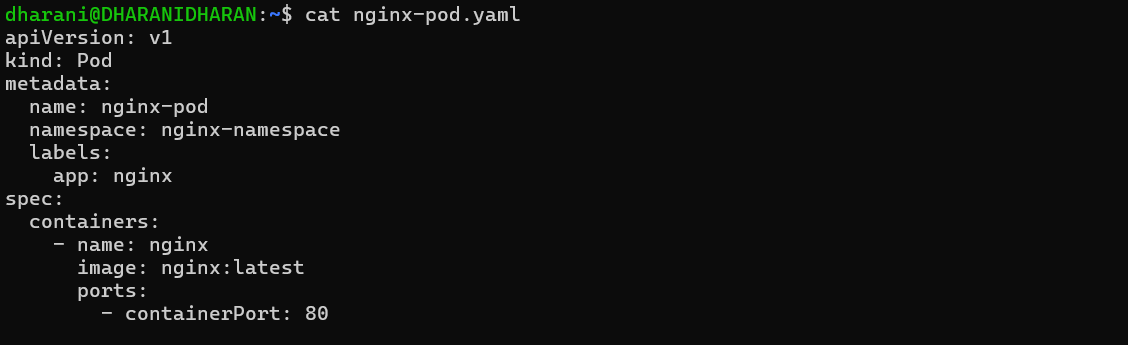 dharani@DHARANIDHARAN:~$ cat nginx-pod.yaml
apiVersion: v1
kind: Pod
metadata:
  name: nginx-pod
  namespace: nginx-namespace
  labels:
    app: nginx
spec:
  containers:
    - name: nginx
      image: nginx:latest
      ports:
        - containerPort: 80